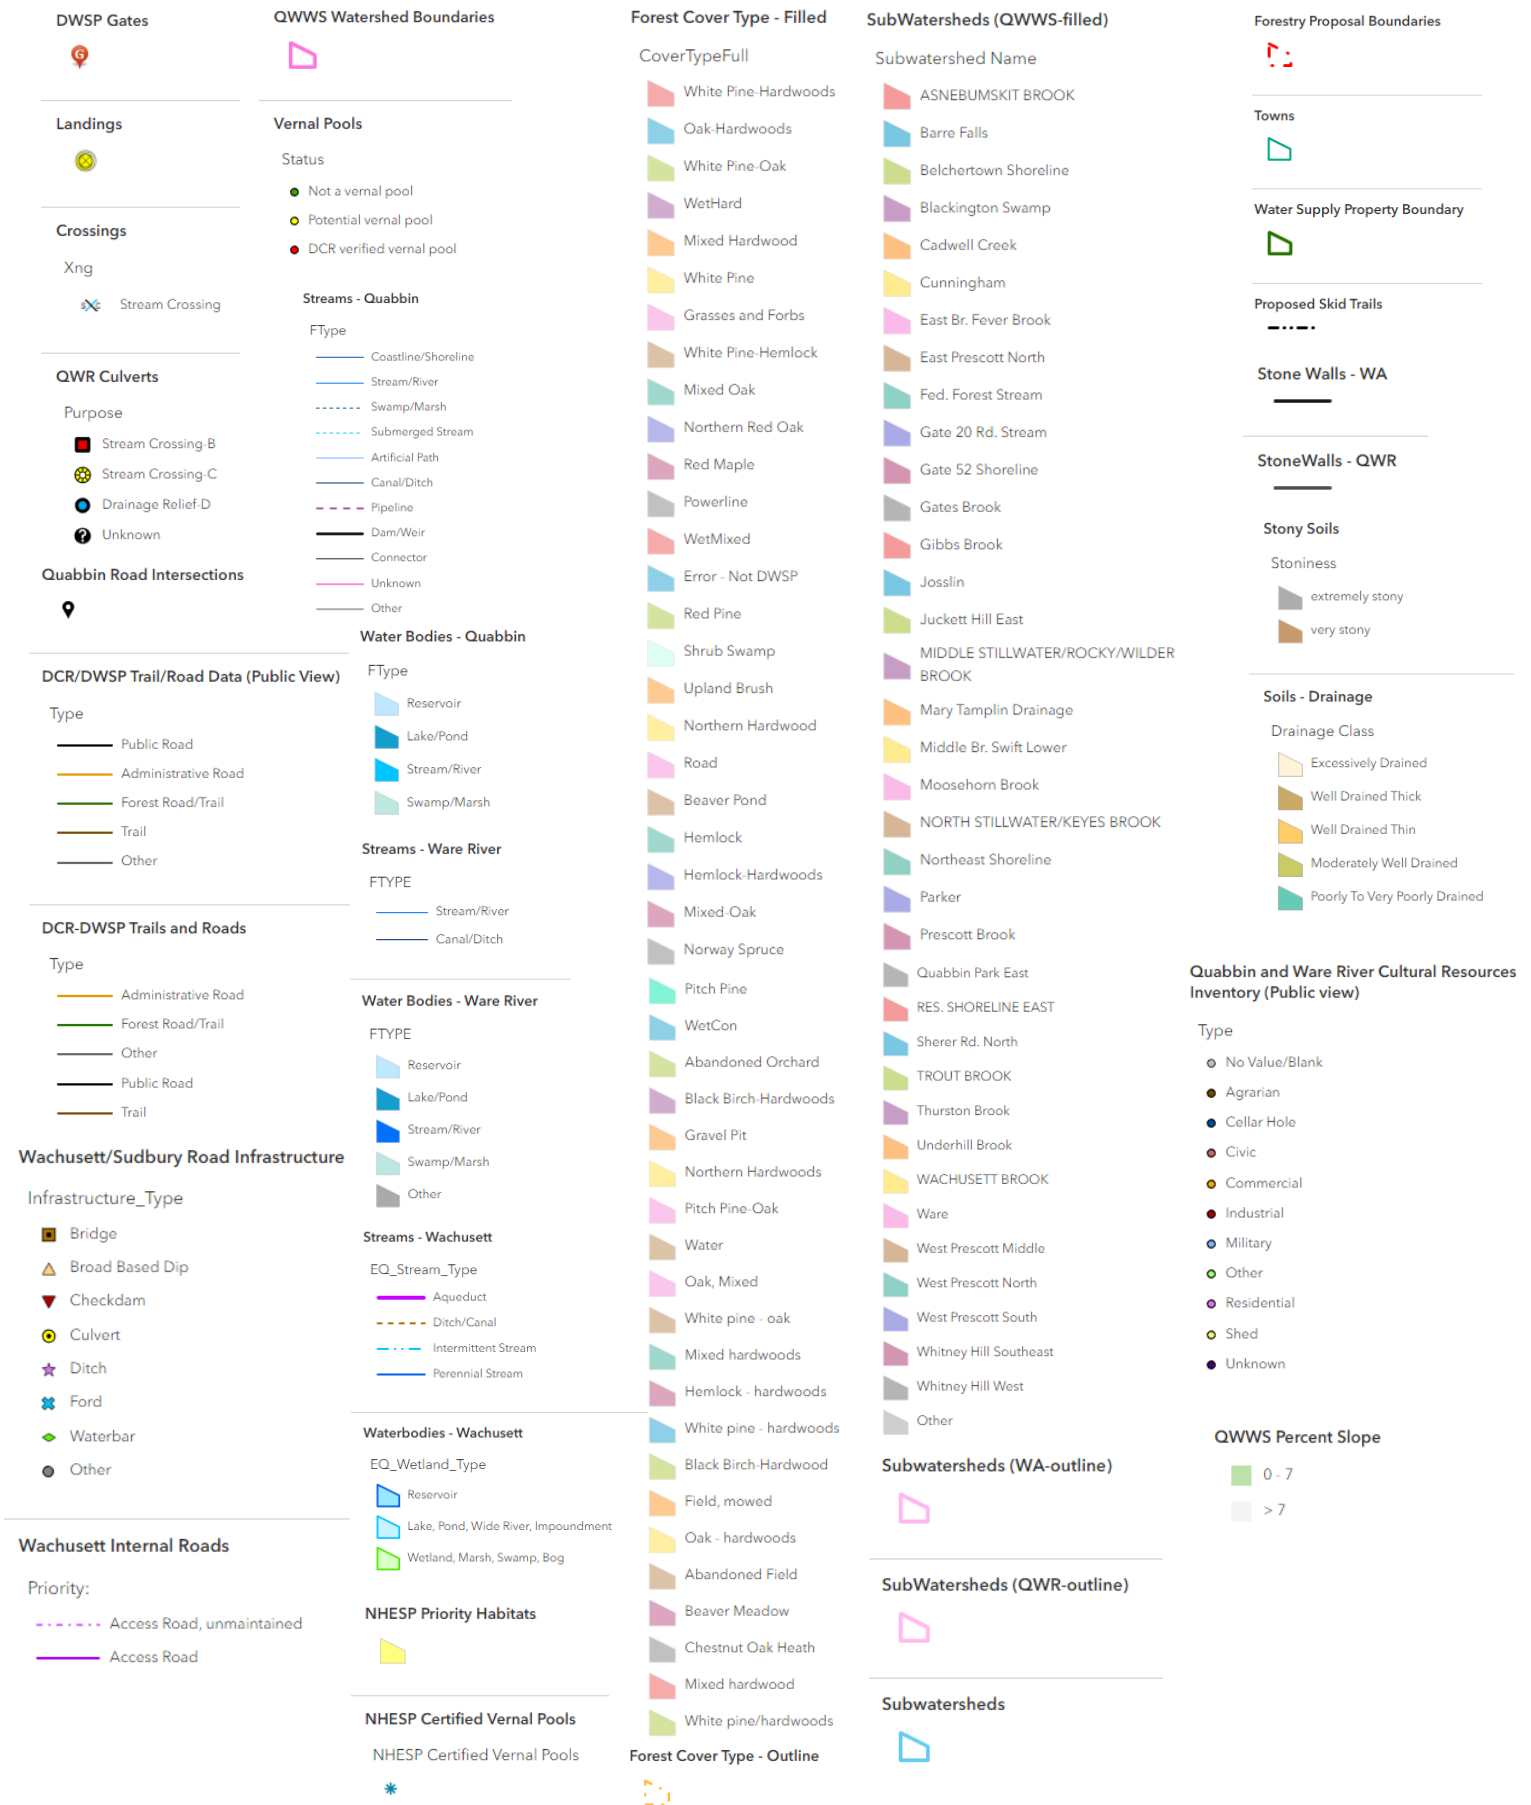 DWSP Gates
G
Landings
Crossings
Xng
SXC Stream Crossing
QWR Culverts
Purpose
Stream Crossing-B
Stream Crossing-C
Drainage Relief-D
? Unknown
Quabbin Road Intersections
DCR/DWSP Trail/Road Data (Public View)
Type
Public Road
Administrative Road
Forest Road/Trail
Trail
Other
DCR-DWSP Trails and Roads
Type
Administrative Road
Forest Road/Trail
Other
Public Road
Trail
Wachusett/Sudbury Road Infrastructure
Infrastructure_Type
Bridge
Broad Based Dip
Checkdam
Culvert
Ditch
Ford
Waterbar
Other
Wachusett Internal Roads
Priority:
Access Road, unmaintained
Access Road
QWWS Watershed Boundaries
Vernal Pools
Status
Not a vernal pool
Potential vernal pool
DCR verified vernal pool
Streams - Quabbin
FType
Coastline/Shoreline
Stream/River
Swamp/Marsh
Submerged Stream
Artificial Path
Canal/Ditch
Pipeline
Dam/Weir
Connector
Unknown
Other
Water Bodies - Quabbin
FType
Reservoir
Lake/Pond
Stream/River
Swamp/Marsh
Streams - Ware River
FTYPE
Stream/River
Canal/Ditch
Water Bodies - Ware River
FTYPE
Reservoir
Lake/Pond
Stream/River
Swamp/Marsh
Other
Streams - Wachusett
EQ_Stream_Type
Aqueduct
Ditch/Canal
Intermittent Stream
Perennial Stream
Waterbodies - Wachusett
EQ_Wetland_Type
Reservoir
Lake, Pond, Wide River, Impoundment
Wetland, Marsh, Swamp, Bog
NHESP Priority Habitats
NHESP Certified Vernal Pools
NHESP Certified Vernal Pools
Forest Cover Type - Filled
CoverTypeFull
White Pine-Hardwoods
Oak-Hardwoods
White Pine-Oak
WetHard
Mixed Hardwood
White Pine
Grasses and Forbs
White Pine-Hemlock
Mixed Oak
Northern Red Oak
Red Maple
Powerline
WetMixed
Error - Not DWSP
Red Pine
Shrub Swamp
Upland Brush
Northern Hardwood
Road
Beaver Pond
Hemlock
Hemlock-Hardwoods
Mixed-Oak
Norway Spruce
Pitch Pine
WetCon
Abandoned Orchard
Black Birch-Hardwoods
Gravel Pit
Northern Hardwoods
Pitch Pine-Oak
Water
Oak, Mixed
White pine - oak
Mixed hardwoods
Hemlock - hardwoods
White pine - hardwoods
Black Birch-Hardwood
Field, mowed
Oak - hardwoods
Abandoned Field
Beaver Meadow
Chestnut Oak Heath
Mixed hardwood
White pine/hardwoods
Forest Cover Type - Outline
SubWatersheds (QWWS-filled)
Subwatershed Name
ASNEBUMSKIT BROOK
Barre Falls
Belchertown Shoreline
Blackington Swamp
Cadwell Creek
Cunningham
East Br. Fever Brook
East Prescott North
Fed. Forest Stream
Gate 20 Rd. Stream
Gate 52 Shoreline
Gates Brook
Gibbs Brook
Josslin
Juckett Hill East
MIDDLE STILLWATER/ROCKY/WILDER
BROOK
Mary Tamplin Drainage
Middle Br. Swift Lower
Moosehorn Brook
NORTH STILLWATER/KEYES BROOK
Northeast Shoreline
Parker
Prescott Brook
Quabbin Park East
RES. SHORELINE EAST
Sherer Rd. North
TROUT BROOK
Thurston Brook
Underhill Brook
WACHUSETT BROOK
Ware
West Prescott Middle
West Prescott North
West Prescott South
Whitney Hill Southeast
Whitney Hill West
Other
Subwatersheds (WA-outline)
SubWatersheds (QWR-outline)
Subwatersheds
Forestry Proposal Boundaries
Towns
Water Supply Property Boundary
Proposed Skid Trails
Stone Walls - WA
StoneWalls - QWR
Stony Soils
Stoniness
extremely stony
very stony
Soils - Drainage
Drainage Class
Excessively Drained
Well Drained Thick
Well Drained Thin
Moderately Well Drained
Poorly To Very Poorly Drained
Quabbin and Ware River Cultural Resources
Inventory (Public view)
Type
No Value/Blank
Agrarian
Cellar Hole
Civic
Commercial
Industrial
Military
Other
Residential
Shed
Unknown
QWWS Percent Slope
0 - 7
> 7